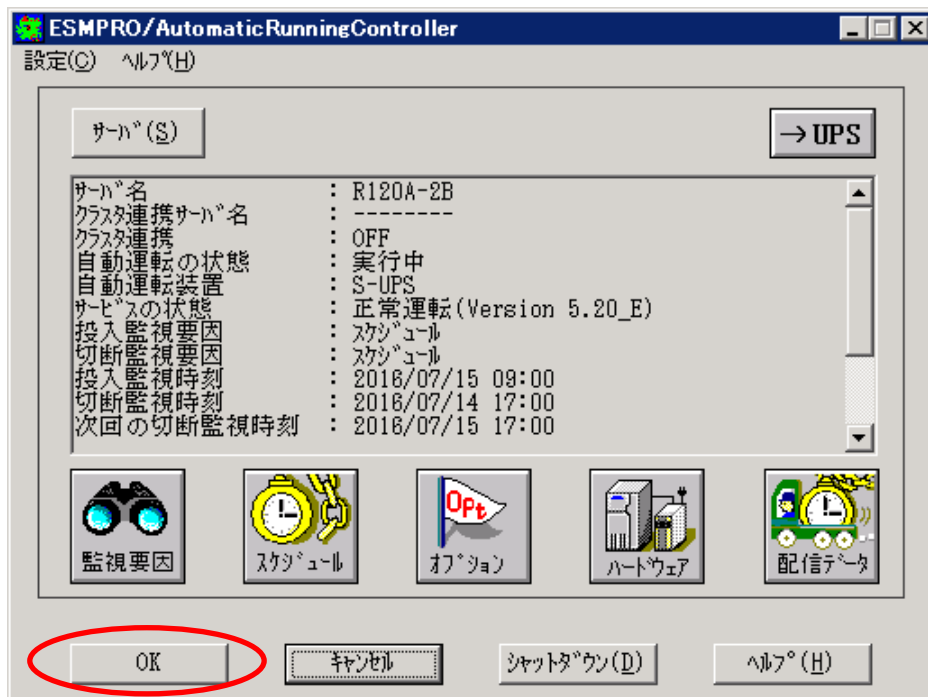 ESMPRO/AutomaticRunningController
設定(C) ﾍﾙﾌﾟ(H)
ｻｰﾊﾞ(S)
→UPS
ｻｰﾊﾞ名 : R120A-2B
ｸﾗｽﾀ連携ｻｰﾊﾞ名 : --------
ｸﾗｽﾀ連携 : OFF
自動運転の状態 : 実行中
自動運転装置 : S-UPS
ｻｰﾋﾞｽの状態 : 正常運転(Version 5.20_E)
投入監視要因 : ｽｹｼﾞｭｰﾙ
切断監視要因 : ｽｹｼﾞｭｰﾙ
投入監視時刻 : 2016/07/15 09:00
切断監視時刻 : 2016/07/14 17:00
次回の切断監視時刻 : 2016/07/15 17:00
OPt
監視要因 ｽｹｼﾞｭｰﾙ ｵﾌﾟｼｮﾝ ﾊｰﾄﾞｳｪｱ 配信ﾃﾞｰﾀ
OK ｷｬﾝｾﾙ ｼｬｯﾄﾀﾞｳﾝ(D) ﾍﾙﾌﾟ(H)